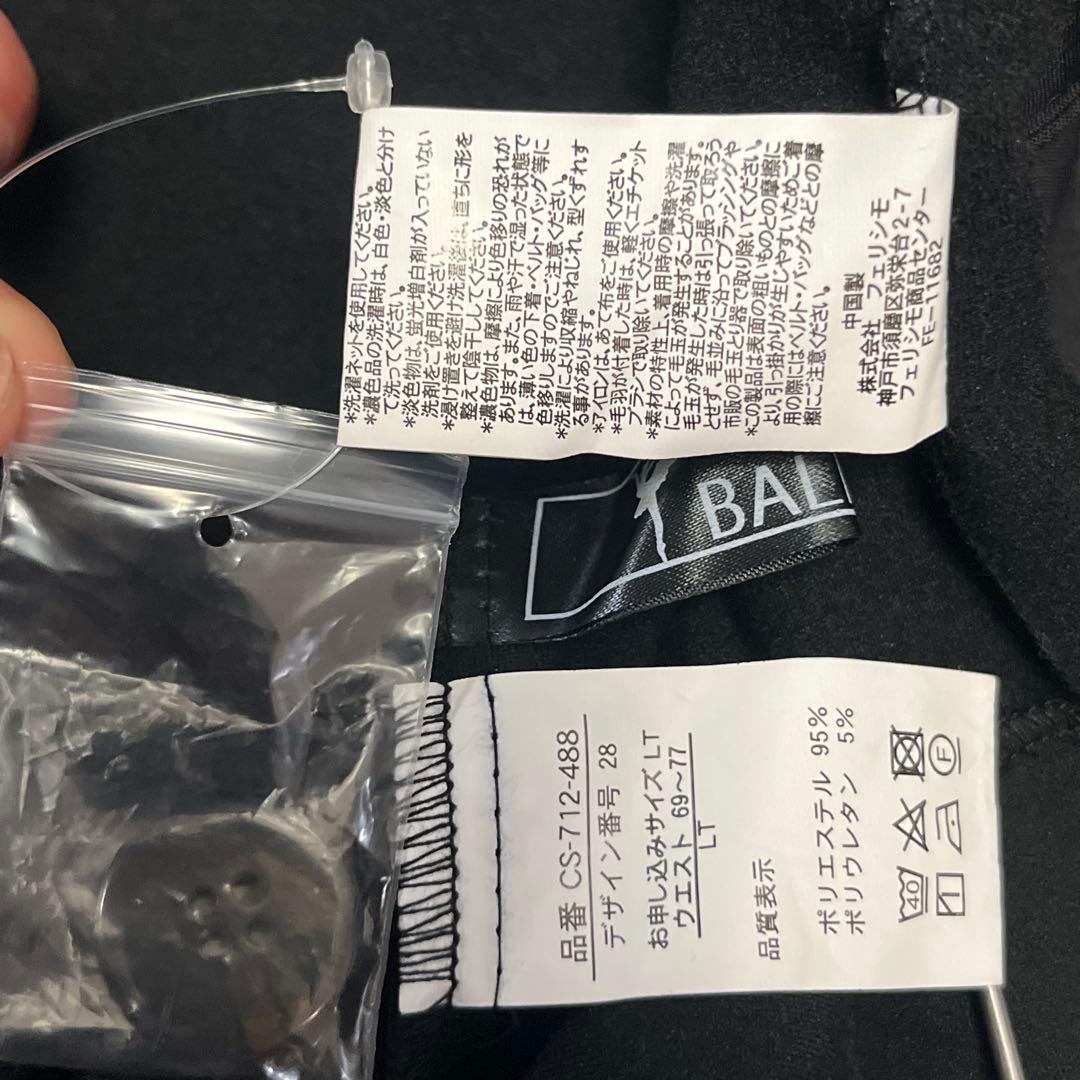 *洗濯ネットを使用してください。
*濃色品の洗濯時は、白色・淡色と分け
て洗ってください。
*淡色物は、蛍光増白剤が入っていない
洗剤をご使用ください。
*浸け置きを避け洗濯後は、直ちに形を
整えて陰干ししてください。
*濃色物は、摩擦により色移りの恐れが
あります。また、雨や汗で湿った状態で
は、薄い色の下着・ベルト・バッグ等に
色移りしますのでご注意ください。
*洗濯により収縮やねじれ、型くずれす
る事があります。
*アイロンは、あて布をご使用ください。
*毛羽が付着した時は、軽くエチケット
ブラシで取り除いてください。
*素材の特性上、着用時の摩擦や洗濯
によって毛玉が発生することがあります。
毛玉が発生した時は引っ張って取ろう
とせず、毛並みに沿ってブラッシングや
市販の毛玉とり器で取り除いてください。
*この製品は表面の粗いものとの摩擦に
より引っ掛かりが生じやすいためご着
用の際にはベルト・バッグなどとの摩
擦にご注意ください。
中国製
株式会社 フェリシモ
神戸市須磨区弥栄台2-7
フェリシモ商品センター
FE-11682
BAL
品番 CS-712-488
デザイン番号 28
お申し込みサイズ LT
ウエスト 69〜77
LT
品質表示
ポリエステル 95%
ポリウレタン 5%
40
F